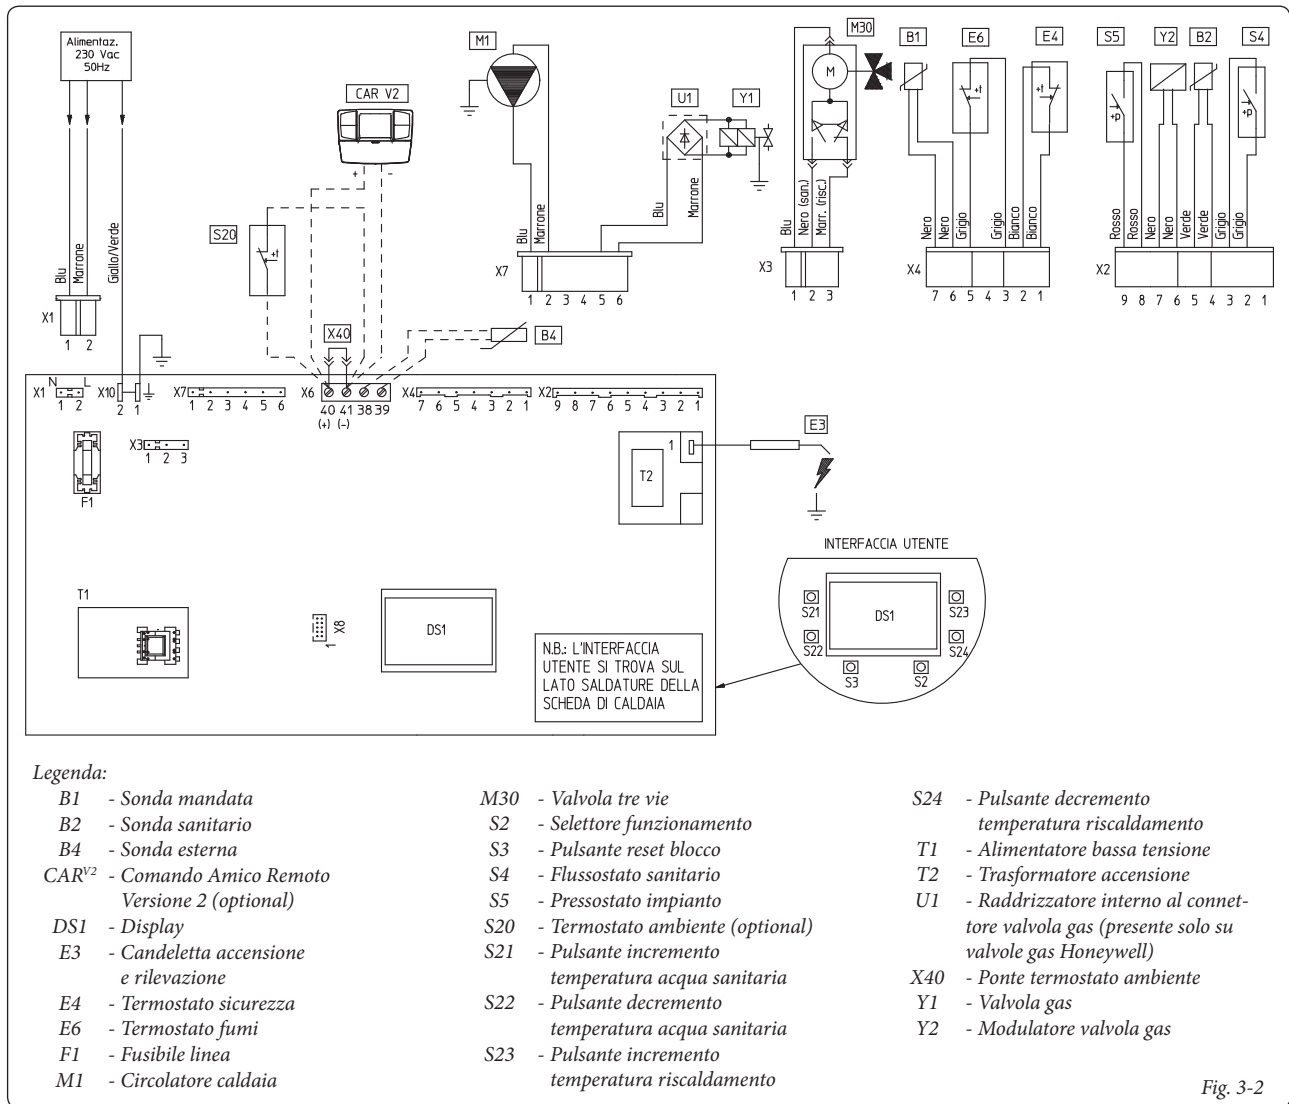 Alimentaz.
230 Vac
50Hz
CAR V2
M1
U1
Y1
M30
M
B1
E6
E4
S5
Y2
B2
S4
+t
+t
+p
+p
+ -
S20
+t
Blu
Marrone
Giallo/Verde
X1
1 2
X40
B4
Blu
Marrone
Blu
Marrone
X7
1 2 3 4 5 6
Blu
Nero (san.)
Marr. (risc.)
X3
1 2 3
Nero
Nero
Grigio
Grigio
Bianco
Bianco
X4
7 6 5 4 3 2 1
Rosso
Rosso
Nero
Nero
Verde
Verde
Grigio
Grigio
X2
9 8 7 6 5 4 3 2 1
X1 N L
1 2
X10
2 1
X7
1 2 3 4 5 6
X6
40 41 38 39
(+) (-)
X4
7 6 5 4 3 2 1
X2
9 8 7 6 5 4 3 2 1
X3
1 2 3
F1
1
T2
E3
T1
X8
1
DS1
INTERFACCIA UTENTE
DS1
S21
S22
S23
S24
S3
S2
N.B.: L'INTERFACCIA
UTENTE SI TROVA SUL
LATO SALDATURE DELLA
SCHEDA DI CALDAIA
Legenda:
B1 - Sonda mandata
B2 - Sonda sanitario
B4 - Sonda esterna
CARV2 - Comando Amico Remoto
Versione 2 (optional)
DS1 - Display
E3 - Candeletta accensione
e rilevazione
E4 - Termostato sicurezza
E6 - Termostato fumi
F1 - Fusibile linea
M1 - Circolatore caldaia
M30 - Valvola tre vie
S2 - Selettore funzionamento
S3 - Pulsante reset blocco
S4 - Flussostato sanitario
S5 - Pressostato impianto
S20 - Termostato ambiente (optional)
S21 - Pulsante incremento
temperatura acqua sanitaria
S22 - Pulsante decremento
temperatura acqua sanitaria
S23 - Pulsante incremento
temperatura riscaldamento
S24 - Pulsante decremento
temperatura riscaldamento
T1 - Alimentatore bassa tensione
T2 - Trasformatore accensione
U1 - Raddrizzatore interno al connet-
tore valvola gas (presente solo su
valvole gas Honeywell)
X40 - Ponte termostato ambiente
Y1 - Valvola gas
Y2 - Modulatore valvola gas
Fig. 3-2